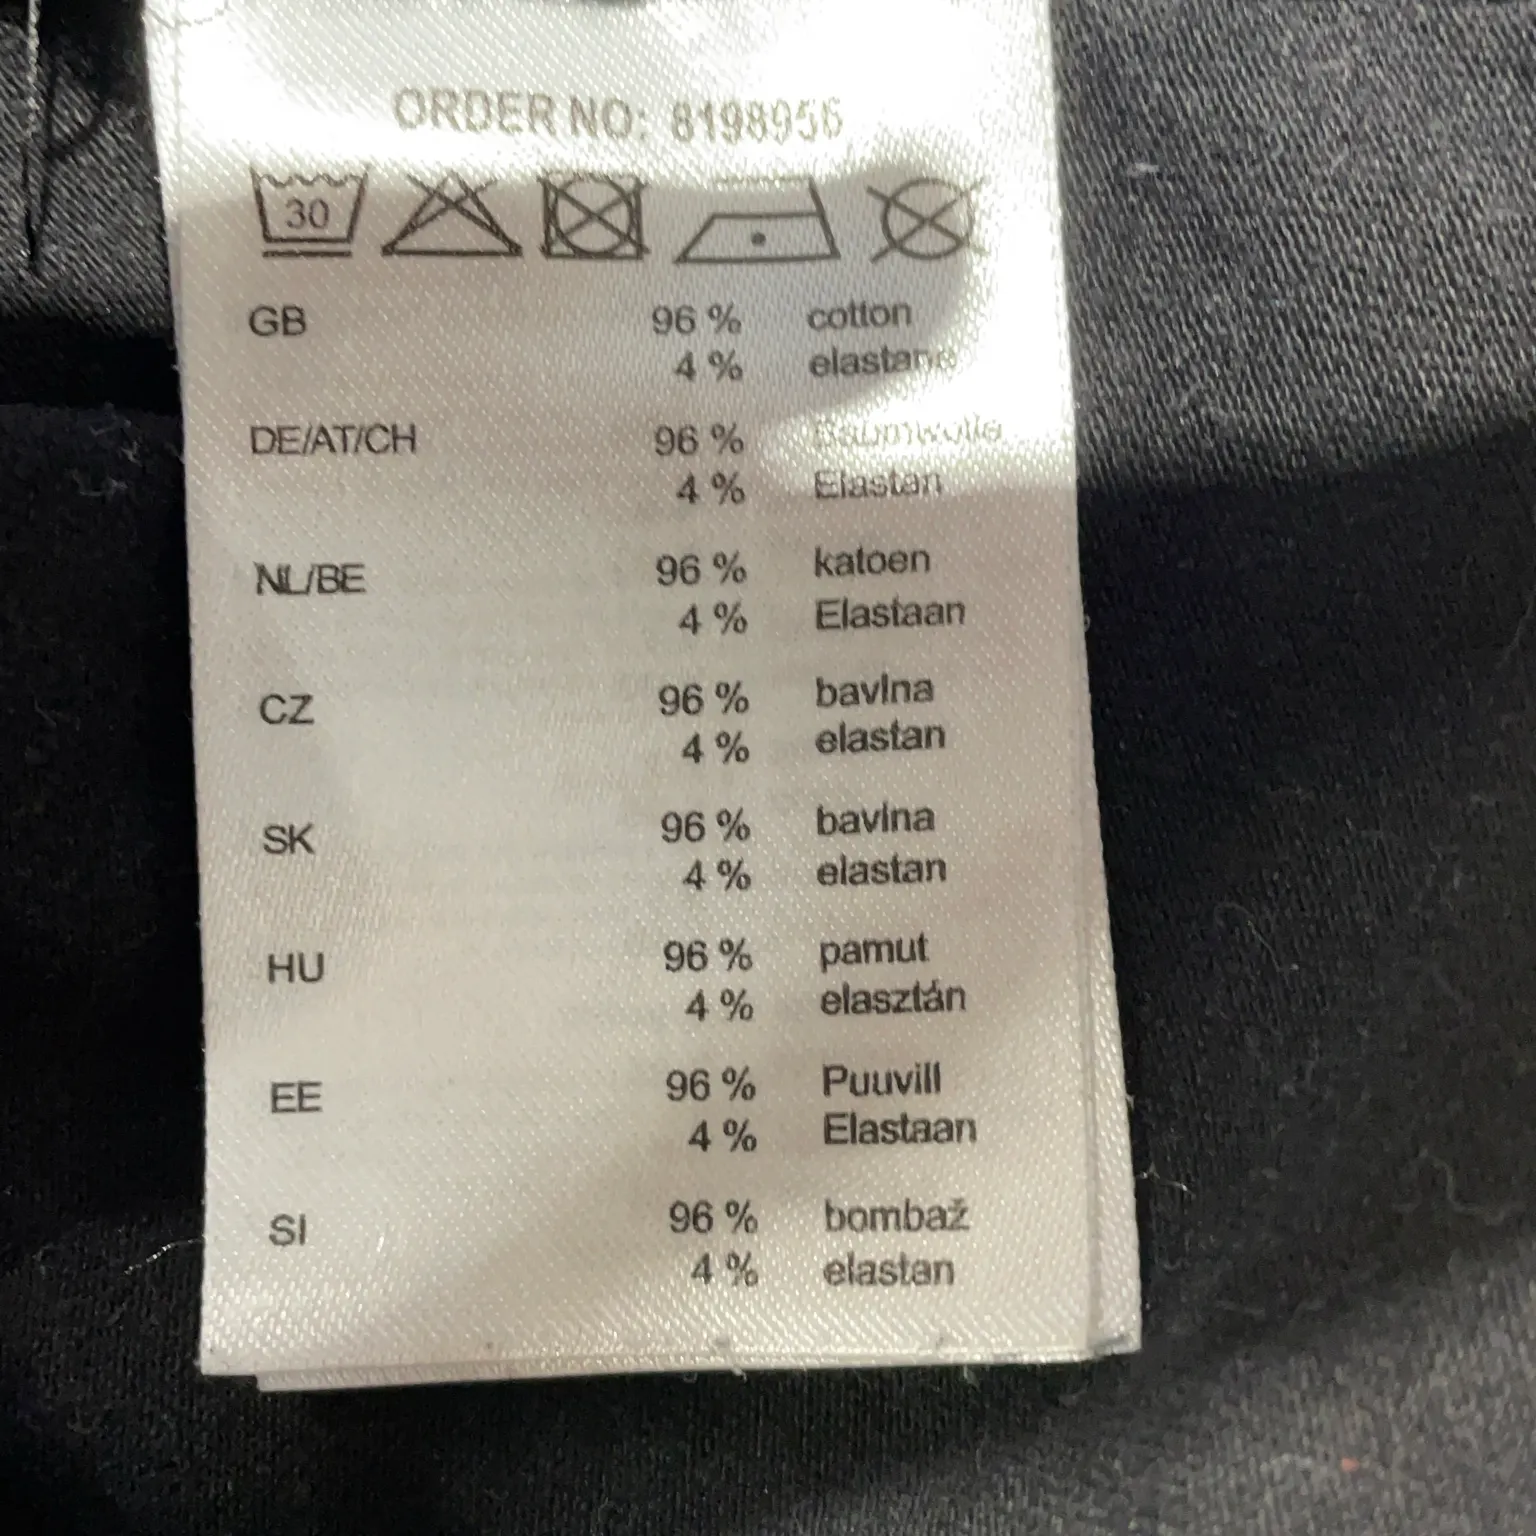 ORDER NO: 8198956
30
GB 96 % cotton
4 % elastane
DE/AT/CH 96 % Baumwolle
4 % Elastan
NL/BE 96 % katoen
4 % Elastaan
CZ 96 % bavlna
4 % elastan
SK 96 % bavlna
4 % elastan
HU 96 % pamut
4 % elasztán
EE 96 % Puuvill
4 % Elastaan
SI 96 % bombaž
4 % elastan